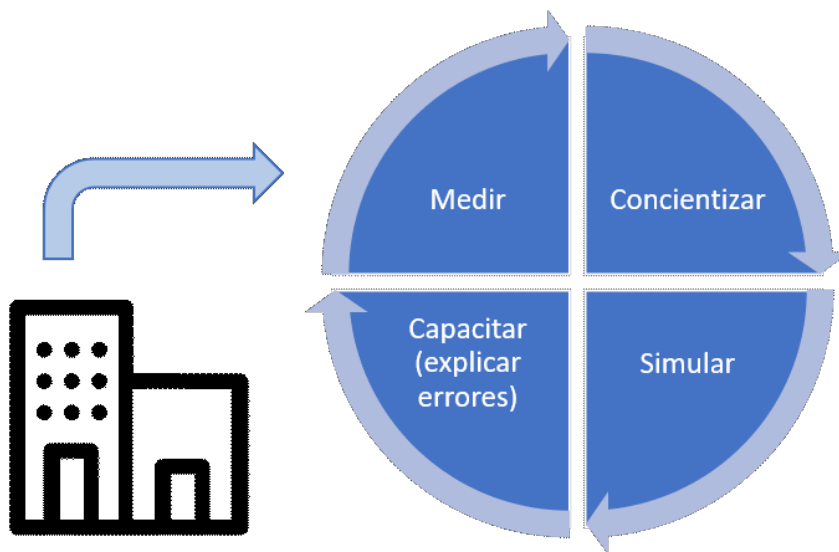 Medir
Concientizar
Capacitar
(explicar
errores)
Simular